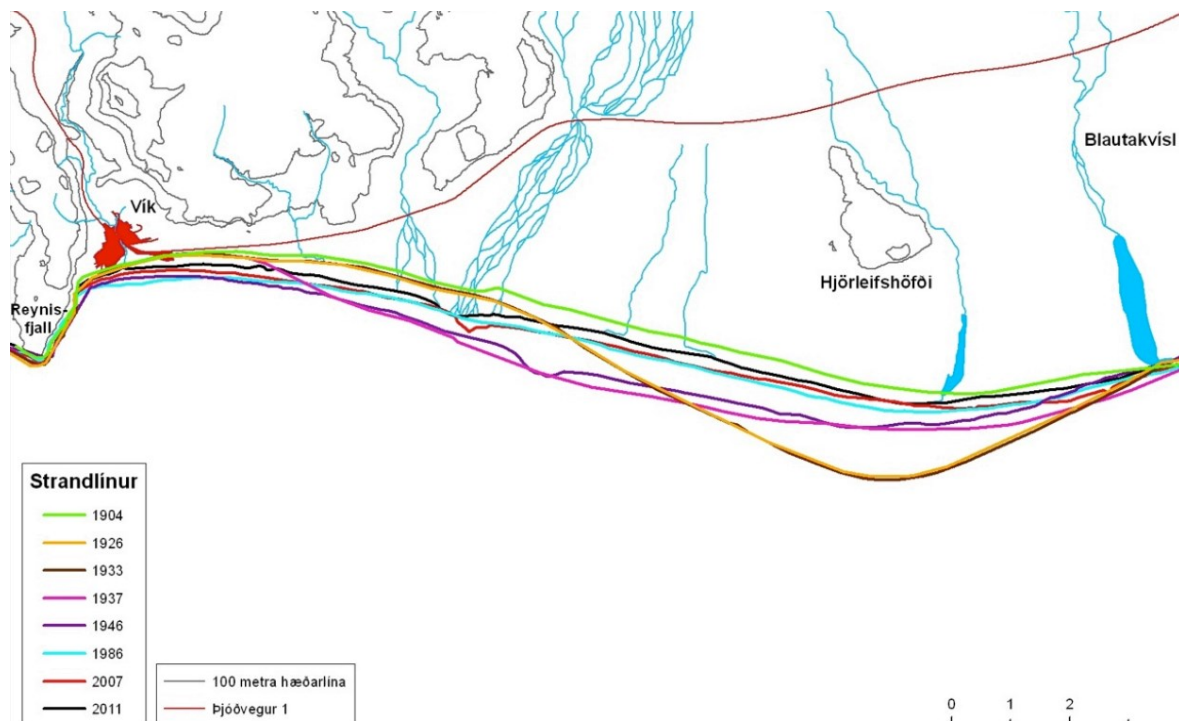 Vík
Blautakvísl
Hjörleifshöfði
Reynis-
fjall
Strandlínur
1904
1926
1933
1937
1946
1986
2007
2011
100 metra hæðarlína
Þjóðvegur 1
0 1 2